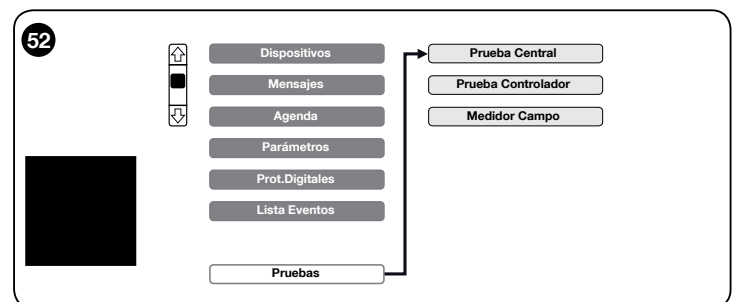 52
Dispositivos
Mensajes
Agenda
Parámetros
Prot.Digitales
Lista Eventos
Pruebas
Prueba Central
Prueba Controlador
Medidor Campo